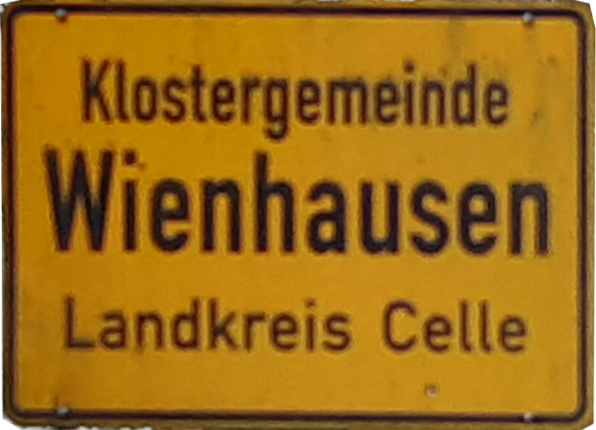 Klostergemeinde
Wienhausen
Landkreis Celle